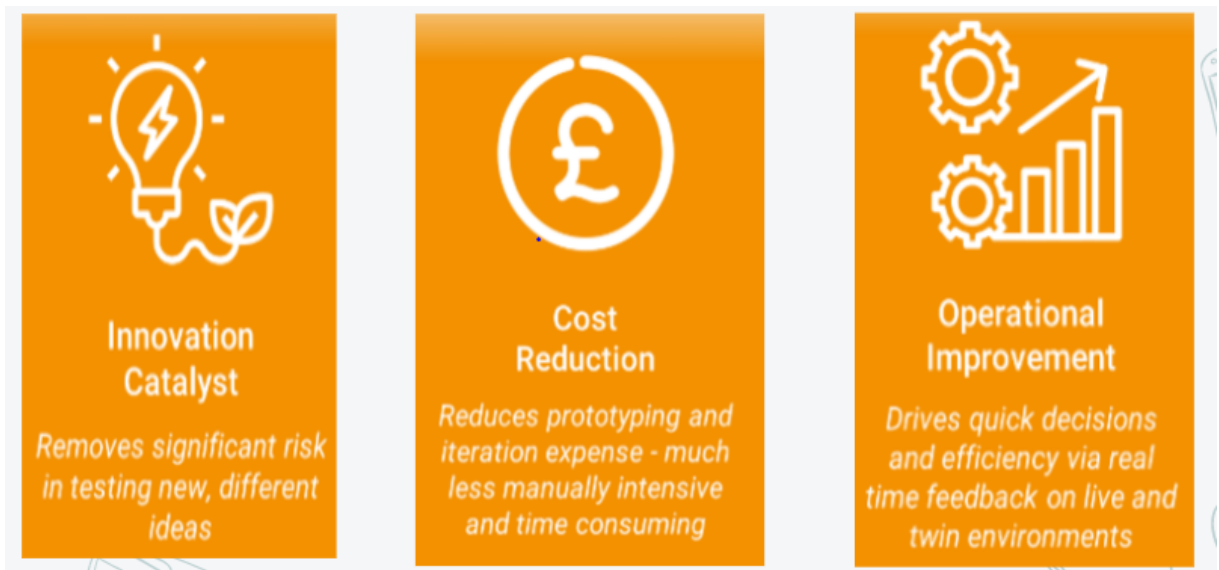 Innovation
Catalyst
Removes significant risk
in testing new, different
ideas
£
Cost
Reduction
Reduces prototyping and
iteration expense - much
less manually intensive
and time consuming
Operational
Improvement
Drives quick decisions
and efficiency via real
time feedback on live and
twin environments